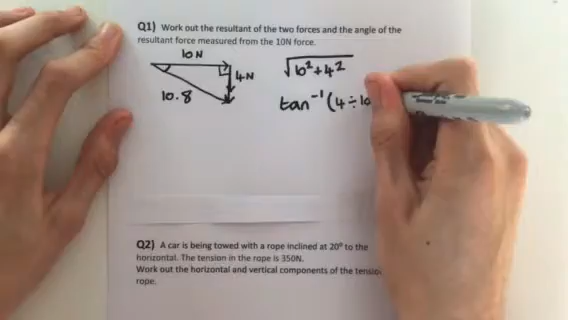 Q1) Work out the resultant of the two forces and the angle of the
resultant force measured from the 10N force.
10N
4N
10.8
√10²+4²
tan⁻¹(4÷10
Q2) A car is being towed with a rope inclined at 20⁰ to the
horizontal. The tension in the rope is 350N.
Work out the horizontal and vertical components of the
rope.